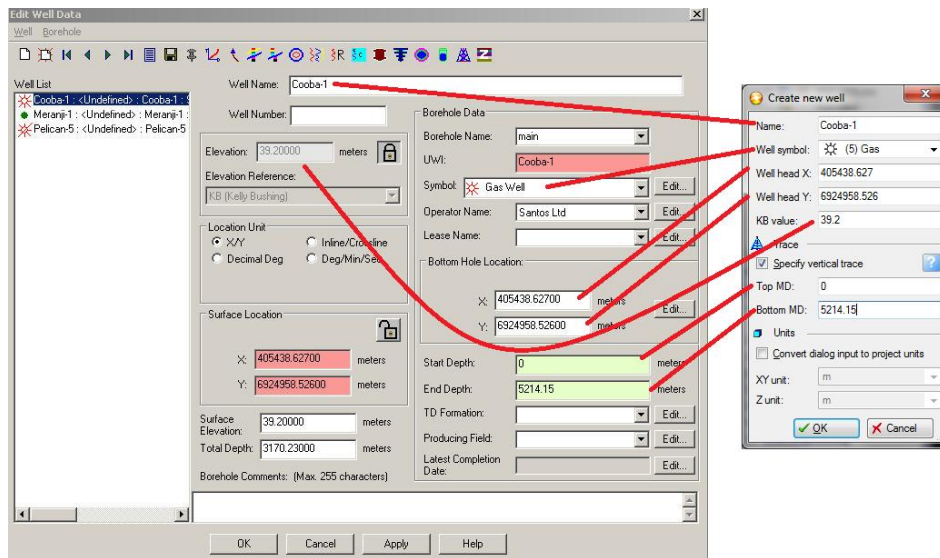 Edit Well Data
Well Borehole
Well List
Cooba-1 : <Undefined> : Cooba-1 : S
Meranji-1 : <Undefined> : Meranji-1 :
Pelican-5 : <Undefined> : Pelican-5
Well Name: Cooba-1
Well Number:
Elevation: 39.20000 meters
Elevation Reference:
KB (Kelly Bushing)
Location Unit
X/Y Inline/Crossline
Decimal Deg Deg/Min/Sec
Surface Location
X: 405438.62700 meters
Y: 6924958.52600 meters
Surface Elevation: 39.20000 meters
Total Depth: 3170.23000 meters
Borehole Comments: (Max. 255 characters)
Borehole Data
Borehole Name: main
UWI: Cooba-1
Symbol: Gas Well Edit...
Operator Name: Santos Ltd Edit...
Lease Name: Edit...
Bottom Hole Location:
X: 405438.62700 meters
Y: 6924958.52600 meters
Edit...
Start Depth: 0 meters
End Depth: 5214.15 meters
TD Formation: Edit...
Producing Field: Edit...
Latest Completion
Date: Edit...
OK Cancel Apply Help
Create new well
Name: Cooba-1
Well symbol: (5) Gas
Well head X: 405438.627
Well head Y: 6924958.526
KB value: 39.2
Trace
Specify vertical trace ?
Top MD: 0
Bottom MD: 5214.15
Units
Convert dialog input to project units
XY unit: m
Z unit: m
OK Cancel